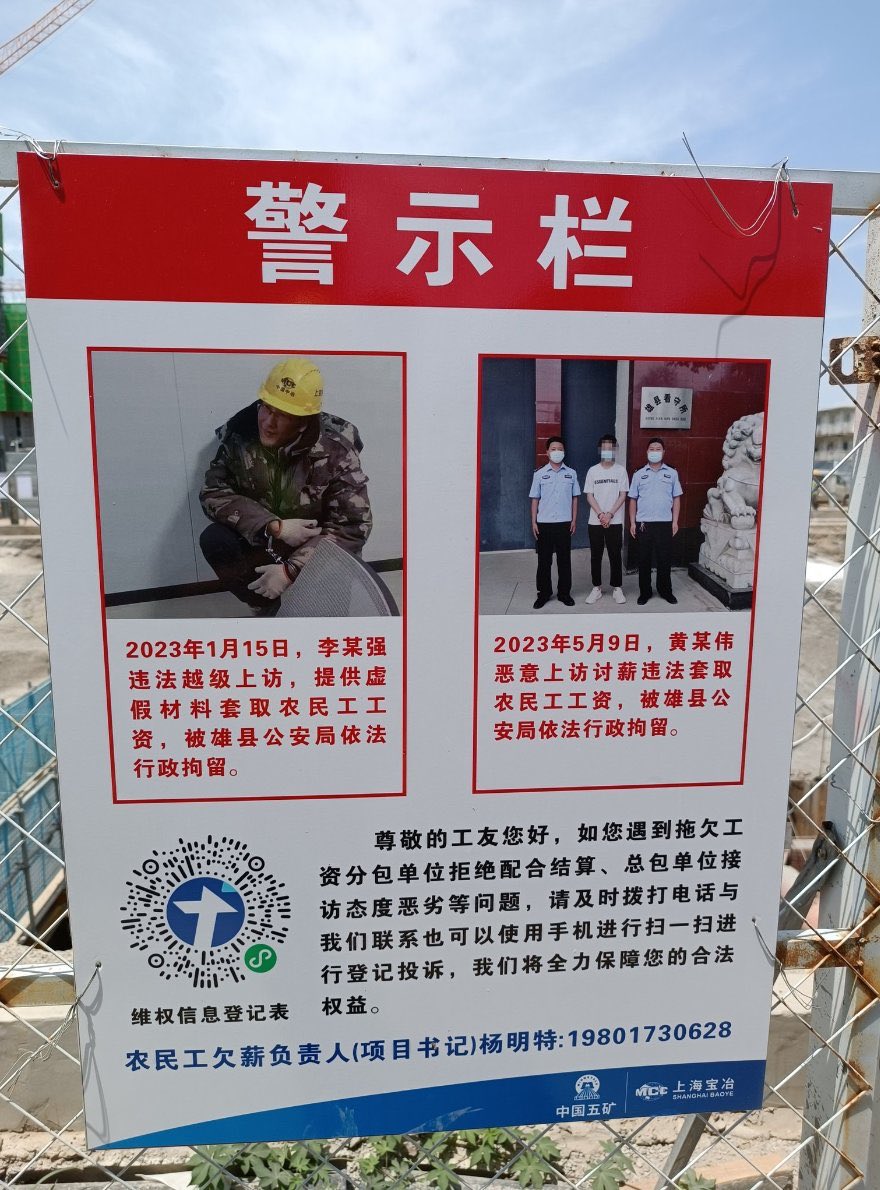 警示栏
MCC
雄县看守所
ESSENTIALS
2023年1月15日，李某强
违法越级上访，提供虚
假材料套取农民工工
资，被雄县公安局依法
行政拘留。
2023年5月9日，黄某伟
恶意上访讨薪违法套取
农民工工资，被雄县公
安局依法行政拘留。
尊敬的工友您好，如您遇到拖欠工
资分包单位拒绝配合结算、总包单位接
访态度恶劣等问题，请及时拨打电话与
我们联系也可以使用手机进行扫一扫进
行登记投诉，我们将全力保障您的合法
权益。
维权信息登记表
农民工欠薪负责人(项目书记)杨明特:19801730628
中国五矿
MCC 上海宝冶
SHANGHAI BAOYE